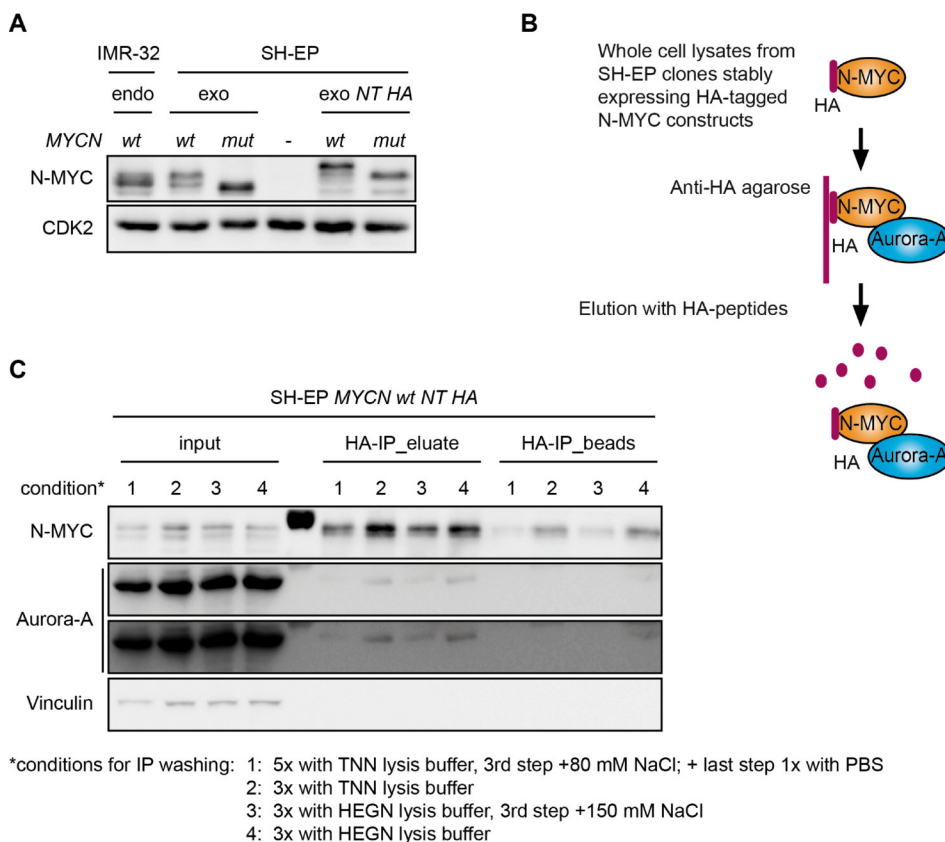 A
IMR-32 SH-EP
endo exo exo NT HA
MYCN wt wt mut - wt mut
N-MYC
CDK2
B
Whole cell lysates from
SH-EP clones stably
expressing HA-tagged
N-MYC constructs
N-MYC
HA
Anti-HA agarose
N-MYC
HA
Aurora-A
Elution with HA-peptides
N-MYC
HA
Aurora-A
C
SH-EP MYCN wt NT HA
input HA-IP_eluate HA-IP_beads
condition* 1 2 3 4 1 2 3 4 1 2 3 4
N-MYC
Aurora-A
Vinculin
*conditions for IP washing: 1: 5x with TNN lysis buffer, 3rd step +80 mM NaCl; + last step 1x with PBS
2: 3x with TNN lysis buffer
3: 3x with HEGN lysis buffer, 3rd step +150 mM NaCl
4: 3x with HEGN lysis buffer